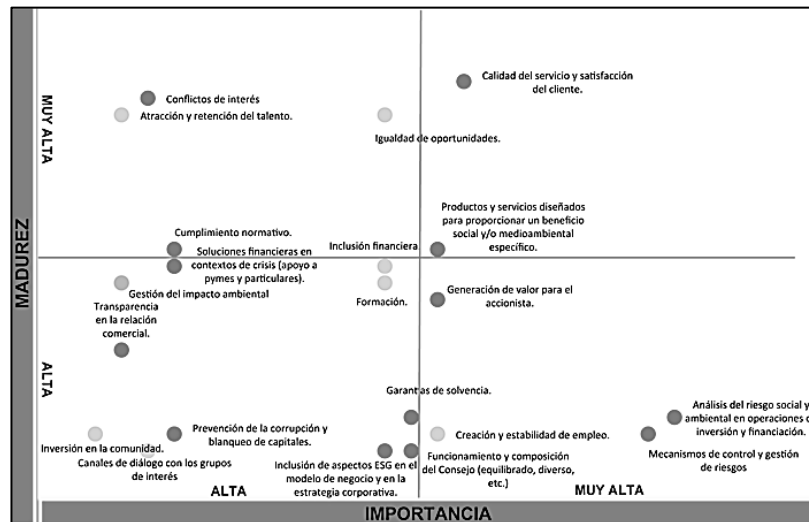 Calidad del servicio y satisfacción
del cliente.
Conflictos de interés
Atracción y retención del talento.
Igualdad de oportunidades.
MUY ALTA
Productos y servicios diseñados
para proporcionar un beneficio
social y/o medioambiental
específico.
Cumplimiento normativo.
Soluciones financieras en
contextos de crisis (apoyo a
pymes y particulares).
Inclusión financiera
MADUREZ
Gestión del impacto ambiental
Formación.
Generación de valor para el
accionista.
Transparencia
en la relación
comercial.
ALTA
Garantías de solvencia.
Análisis del riesgo social y
ambiental en operaciones d
inversión y financiación.
Prevención de la corrupción y
blanqueo de capitales.
Creación y estabilidad de empleo.
Inversión en la comunidad.
Canales de diálogo con los grupos
de interés
Inclusión de aspectos ESG en el
modelo de negocio y en la
estrategia corporativa.
Funcionamiento y composición
del Consejo (equilibrado, diverso,
etc.)
Mecanismos de control y gestión
de riesgos
ALTA
MUY ALTA
IMPORTANCIA